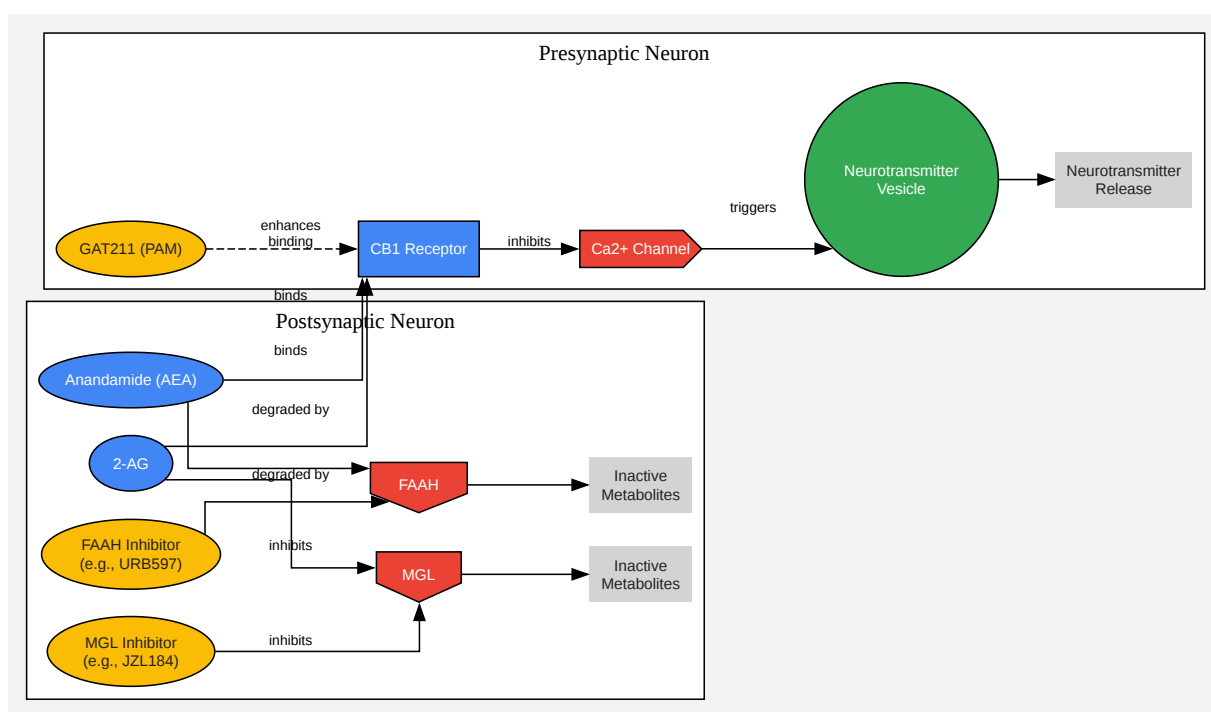 Presynaptic Neuron
Neurotransmitter
Vesicle
Neurotransmitter
Release
triggers
enhances
binding
GAT211 (PAM)
CB1 Receptor
inhibits
Ca2+ Channel
binds
Postsynaptic Neuron
binds
Anandamide (AEA)
degraded by
2-AG
degraded by
FAAH
Inactive
Metabolites
FAAH Inhibitor
(e.g., URB597)
inhibits
MGL
Inactive
Metabolites
MGL Inhibitor
(e.g., JZL184)
inhibits